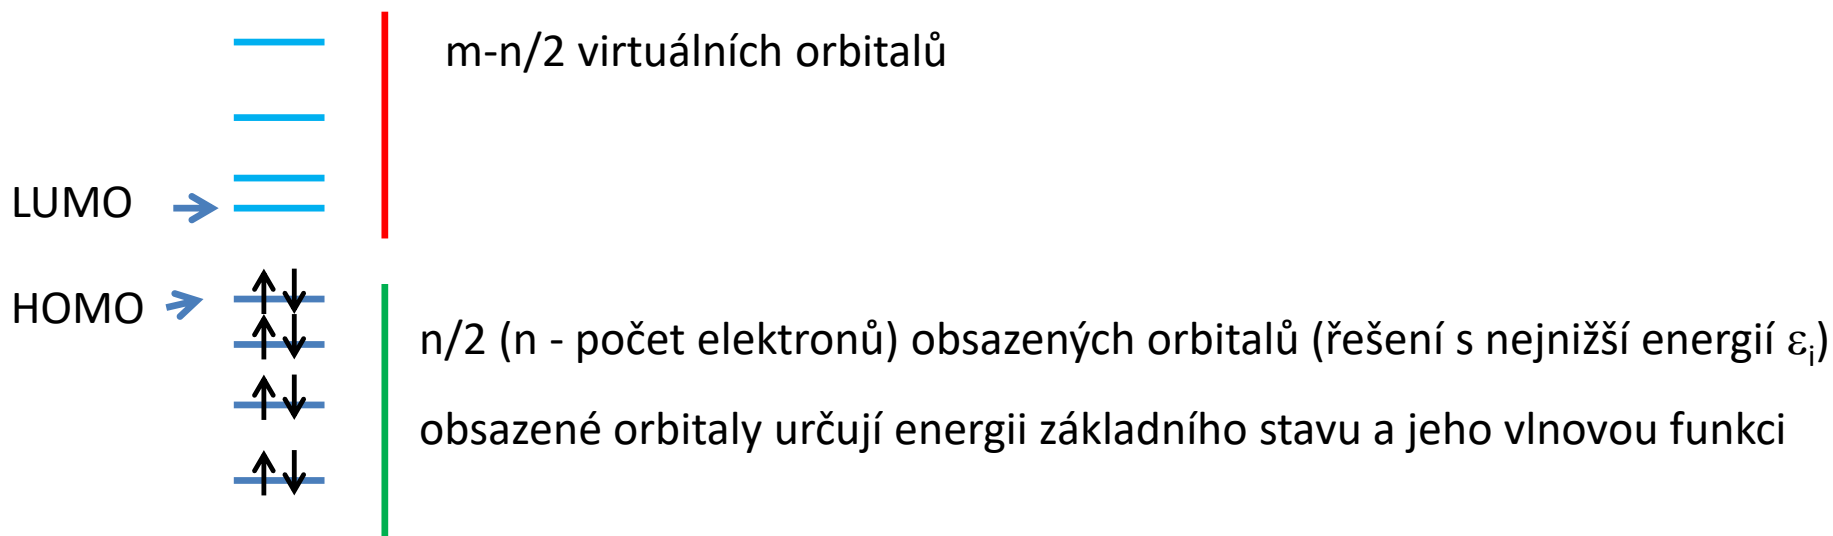 m-n/2 virtuálních orbitalů
LUMO
HOMO
n/2 (n - počet elektronů) obsazených orbitalů (řešení s nejnižší energií εi)
obsazené orbitaly určují energii základního stavu a jeho vlnovou funkci